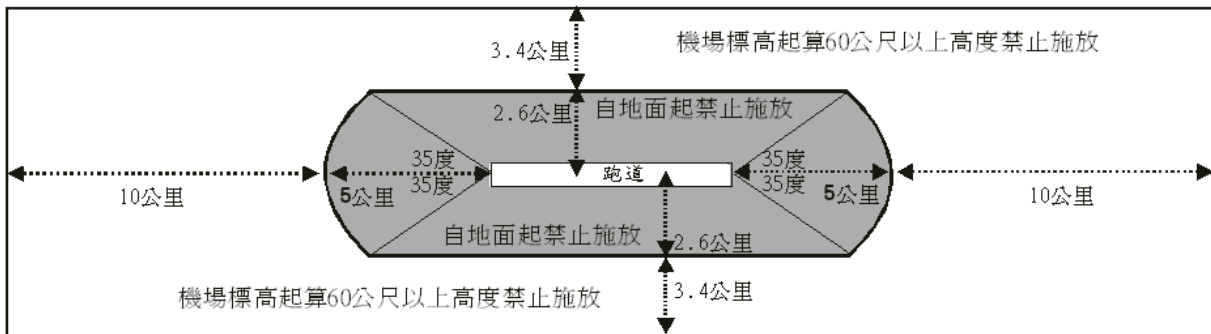 3.4公里
機場標高起算60公尺以上高度禁止施放
2.6公里
自地面起禁止施放
35度
35度
跑道
35度
35度
10公里
5公里
5公里
10公里
自地面起禁止施放
2.6公里
機場標高起算60公尺以上高度禁止施放
3.4公里